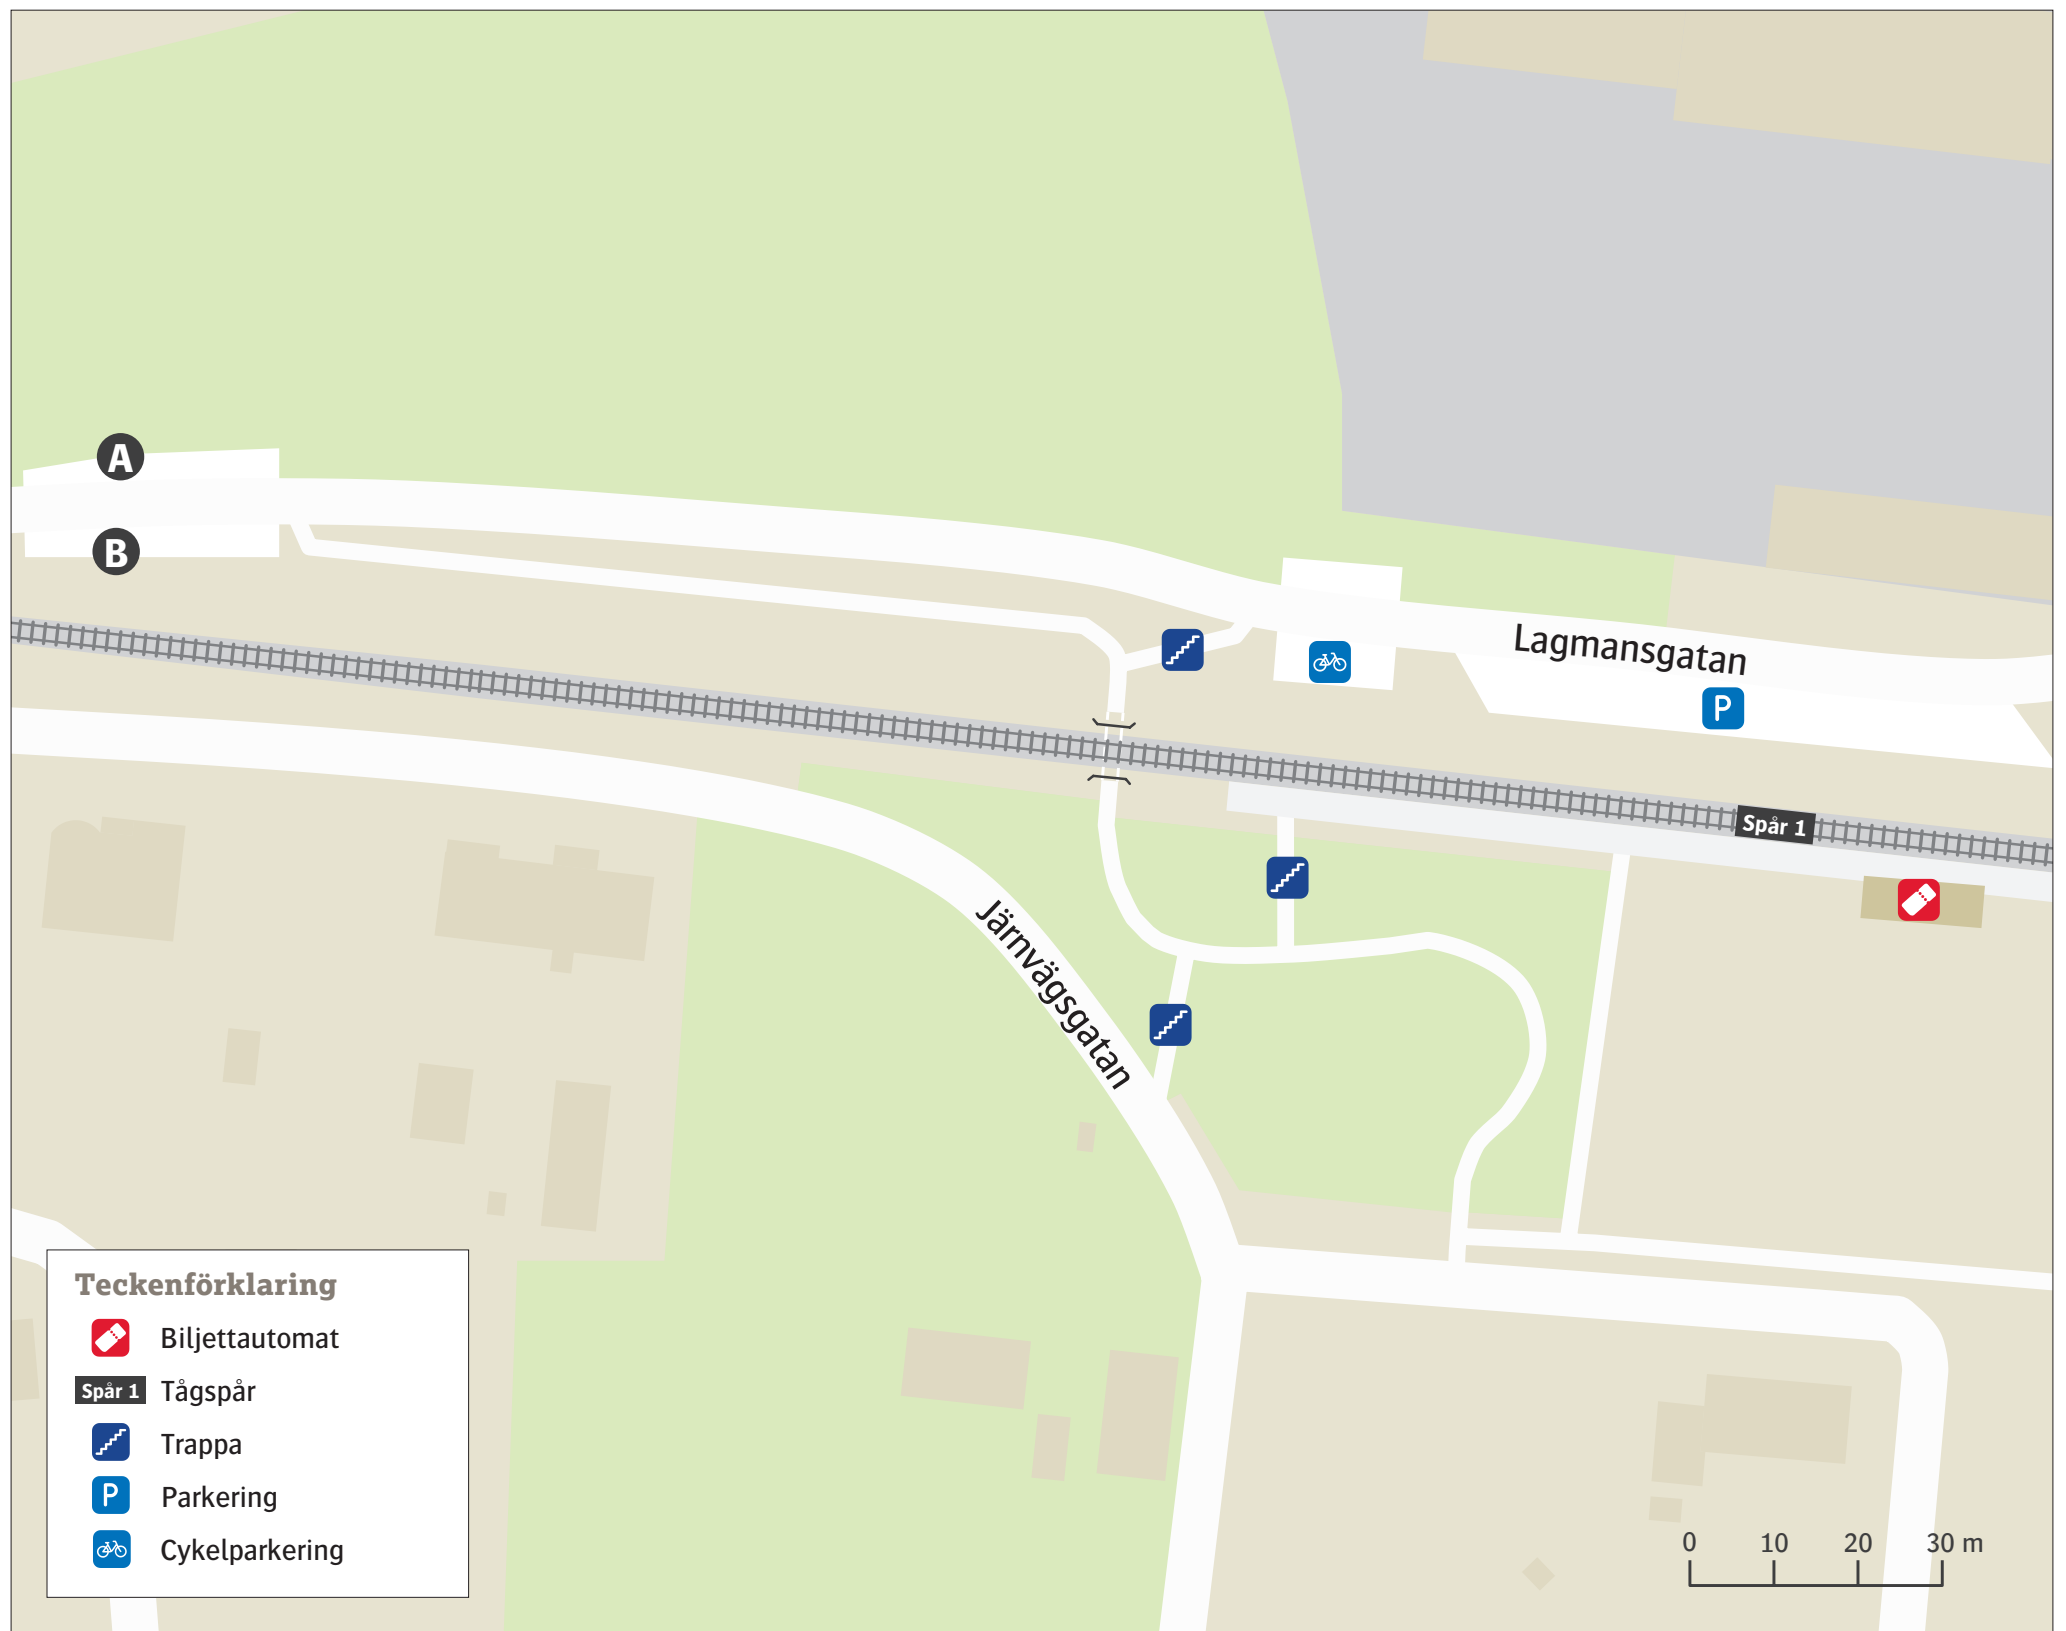 A
B
Lagmansgatan
P
Spår 1
Järnvägsgatan
Teckenförklaring
Biljettautomat
Spår 1 Tågspår
Trappa
P Parkering
Cykelparkering
0 10 20 30 m